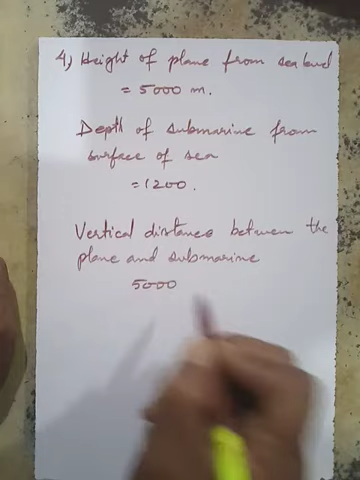 4) Height of plane from sea level
= 5000 m.
Depth of submarine from
surface of sea
= 1200.
Vertical distance between the
plane and submarine
5000